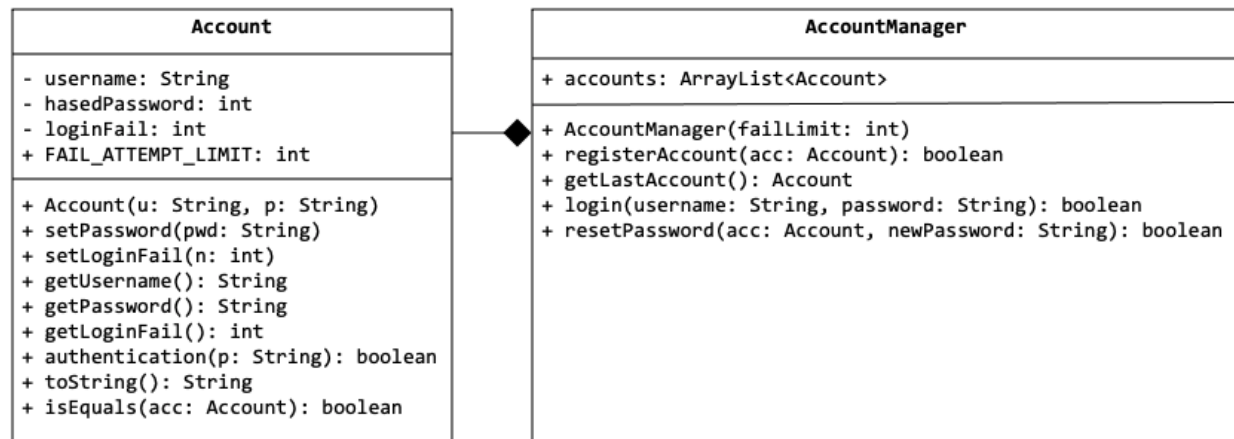 Account
- username: String
- hasedPassword: int
- loginFail: int
+ FAIL_ATTEMPT_LIMIT: int
+ Account(u: String, p: String)
+ setPassword(pwd: String)
+ setLoginFail(n: int)
+ getUsername(): String
+ getPassword(): String
+ getLoginFail(): int
+ authentication(p: String): boolean
+ toString(): String
+ isEquals(acc: Account): boolean
AccountManager
+ accounts: ArrayList<Account>
+ AccountManager(failLimit: int)
+ registerAccount(acc: Account): boolean
+ getLastAccount(): Account
+ login(username: String, password: String): boolean
+ resetPassword(acc: Account, newPassword: String): boolean